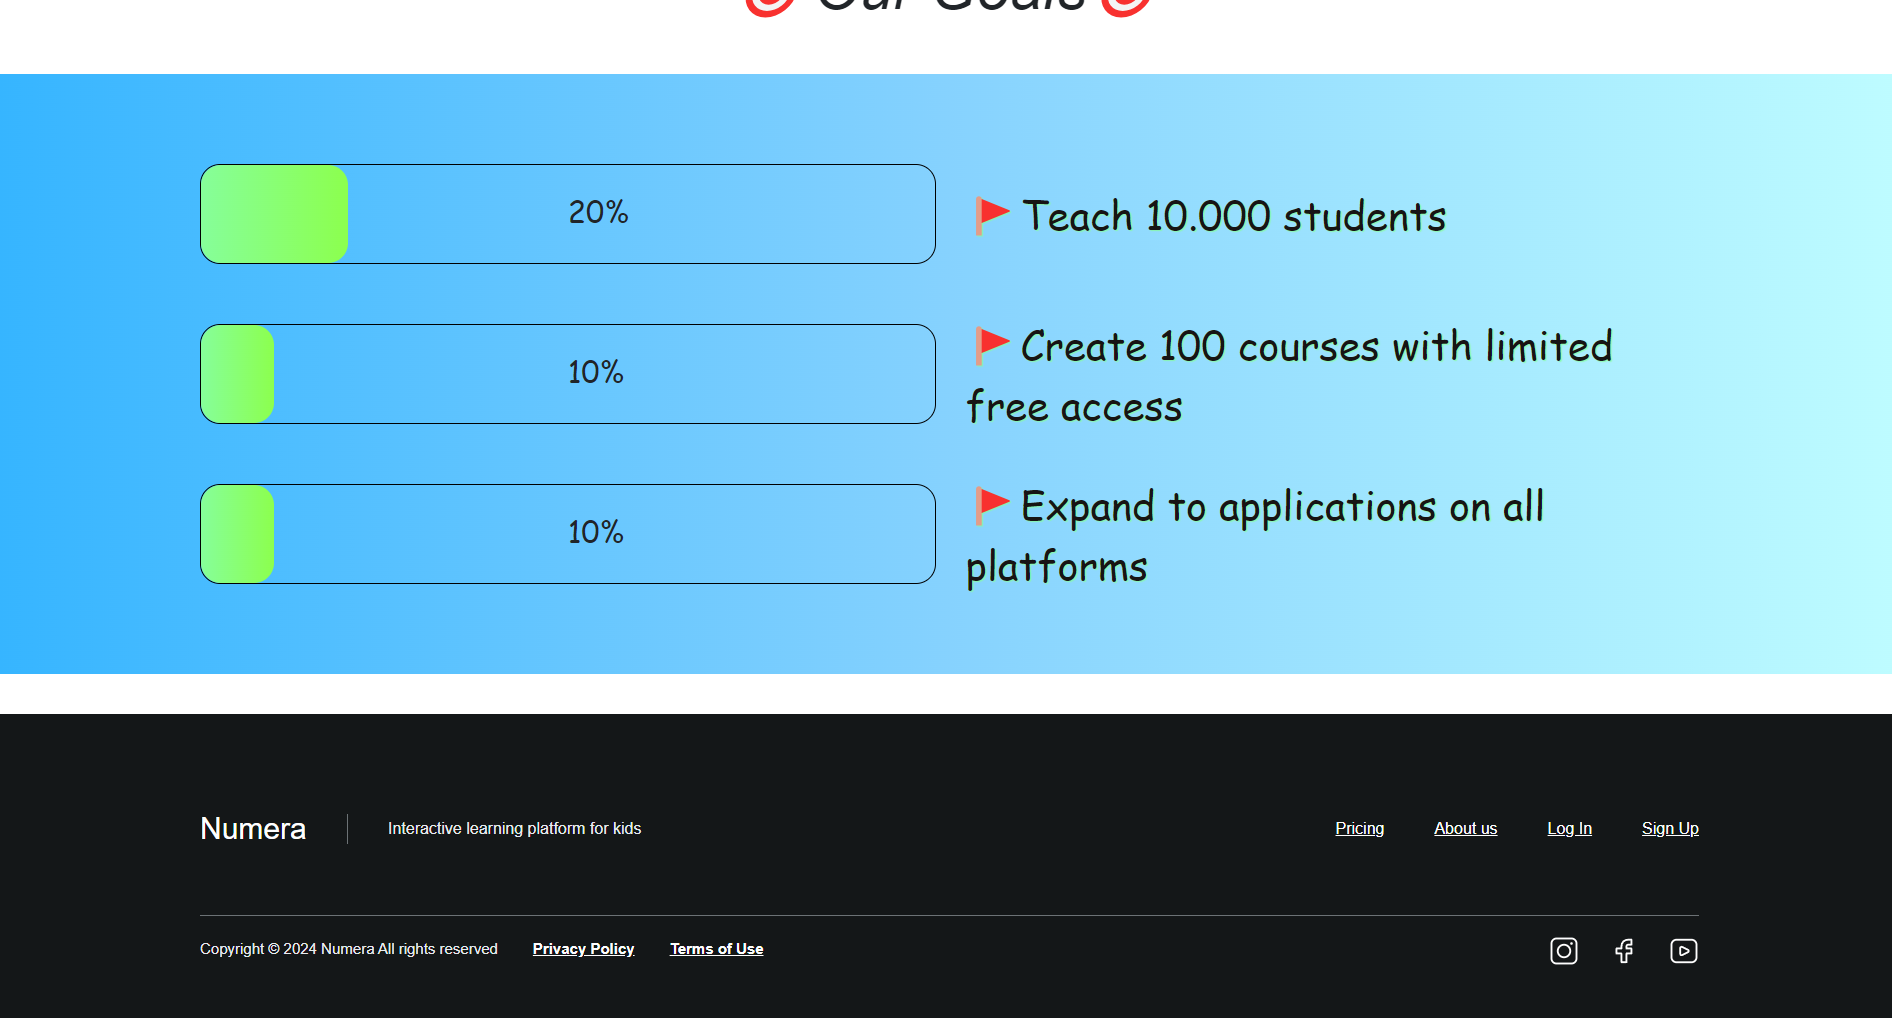 Our Goals
20%
Teach 10.000 students
10%
Create 100 courses with limited
free access
10%
Expand to applications on all
platforms
Numera
Interactive learning platform for kids
Pricing
About us
Log In
Sign Up
Copyright © 2024 Numera All rights reserved
Privacy Policy
Terms of Use